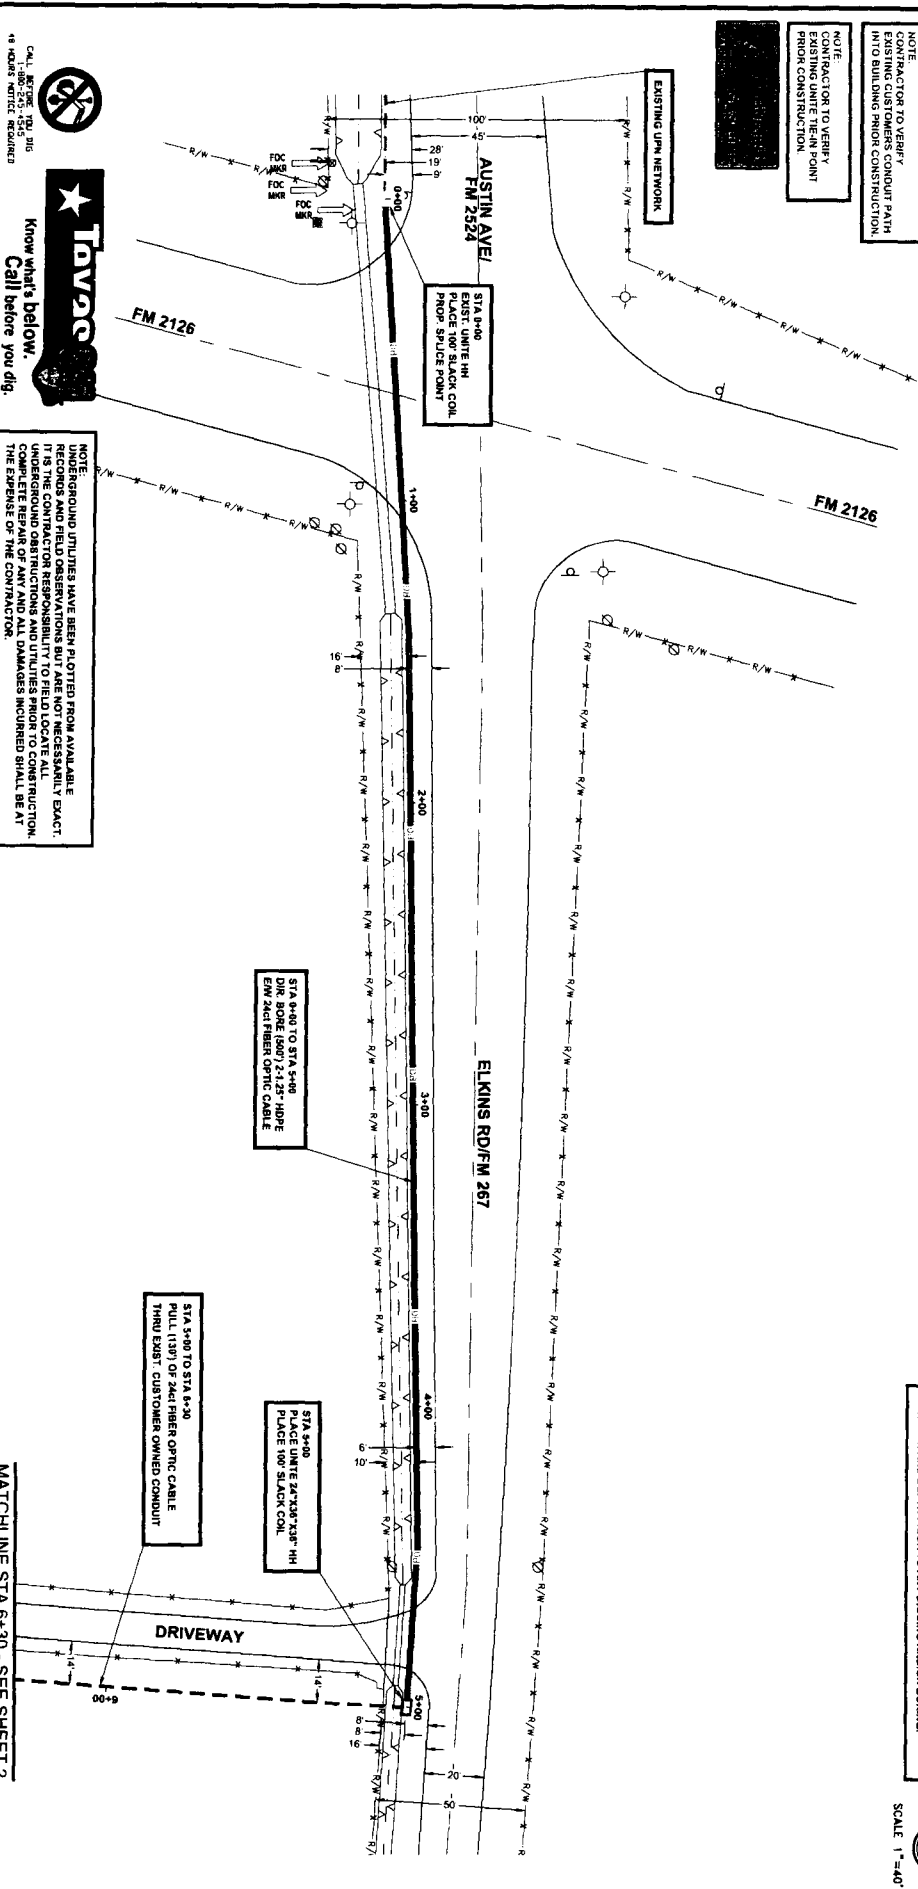 NOTE:
CONTRACTOR TO VERIFY
EXISTING CUSTOMERS CONDUIT PATH
INTO BUILDING PRIOR CONSTRUCTION.
NOTE:
CONTRACTOR TO VERIFY
EXISTING UNITE TIE-IN POINT
PRIOR CONSTRUCTION.
SCALE 1"=40'
EXISTING UPN NETWORK
100'
45'
28'
19'
9'
R/W
FOC
MKR
FOC
MKR
FOC
MKR
0+00
AUSTIN AVE/
FM 2524
STA 0+00
EXIST. UNITE HH
PLACE 100' SLACK COIL
PROP. SPLICE POINT
FM 2126
FM 2126
1+00
16'
8'
2+00
3+00
ELKINS RD/FM 267
STA 0+00 TO STA 5+00
DIR. BORE (500') 2-1.25" HDPE
E/W 24ct FIBER OPTIC CABLE
4+00
6'
10'
STA 5+00
PLACE UNITE 24"X36"X36" HH
PLACE 100' SLACK COIL
STA 5+00 TO STA 6+30
PULL (130') OF 24ct FIBER OPTIC CABLE
THRU EXIST. CUSTOMER OWNED CONDUIT
DRIVEWAY
14'
14'
6+00
5+00
8'
8'
16'
20'
50'
MATCHLINE STA 6+30 - SEE SHEET 2
CALL BEFORE YOU DIG
1-800-245-4545
48 HOURS NOTICE REQUIRED
Texas
Know what's below.
Call before you dig.
NOTE:
UNDERGROUND UTILITIES HAVE BEEN PLOTTED FROM AVAILABLE
RECORDS AND FIELD OBSERVATIONS BUT ARE NOT NECESSARILY EXACT.
IT IS THE CONTRACTOR RESPONSIBILITY TO FIELD LOCATE ALL
UNDERGROUND OBSTRUCTIONS AND UTILITIES PRIOR TO CONSTRUCTION.
COMPLETE REPAIR OF ANY AND ALL DAMAGES INCURRED SHALL BE AT
THE EXPENSE OF THE CONTRACTOR.